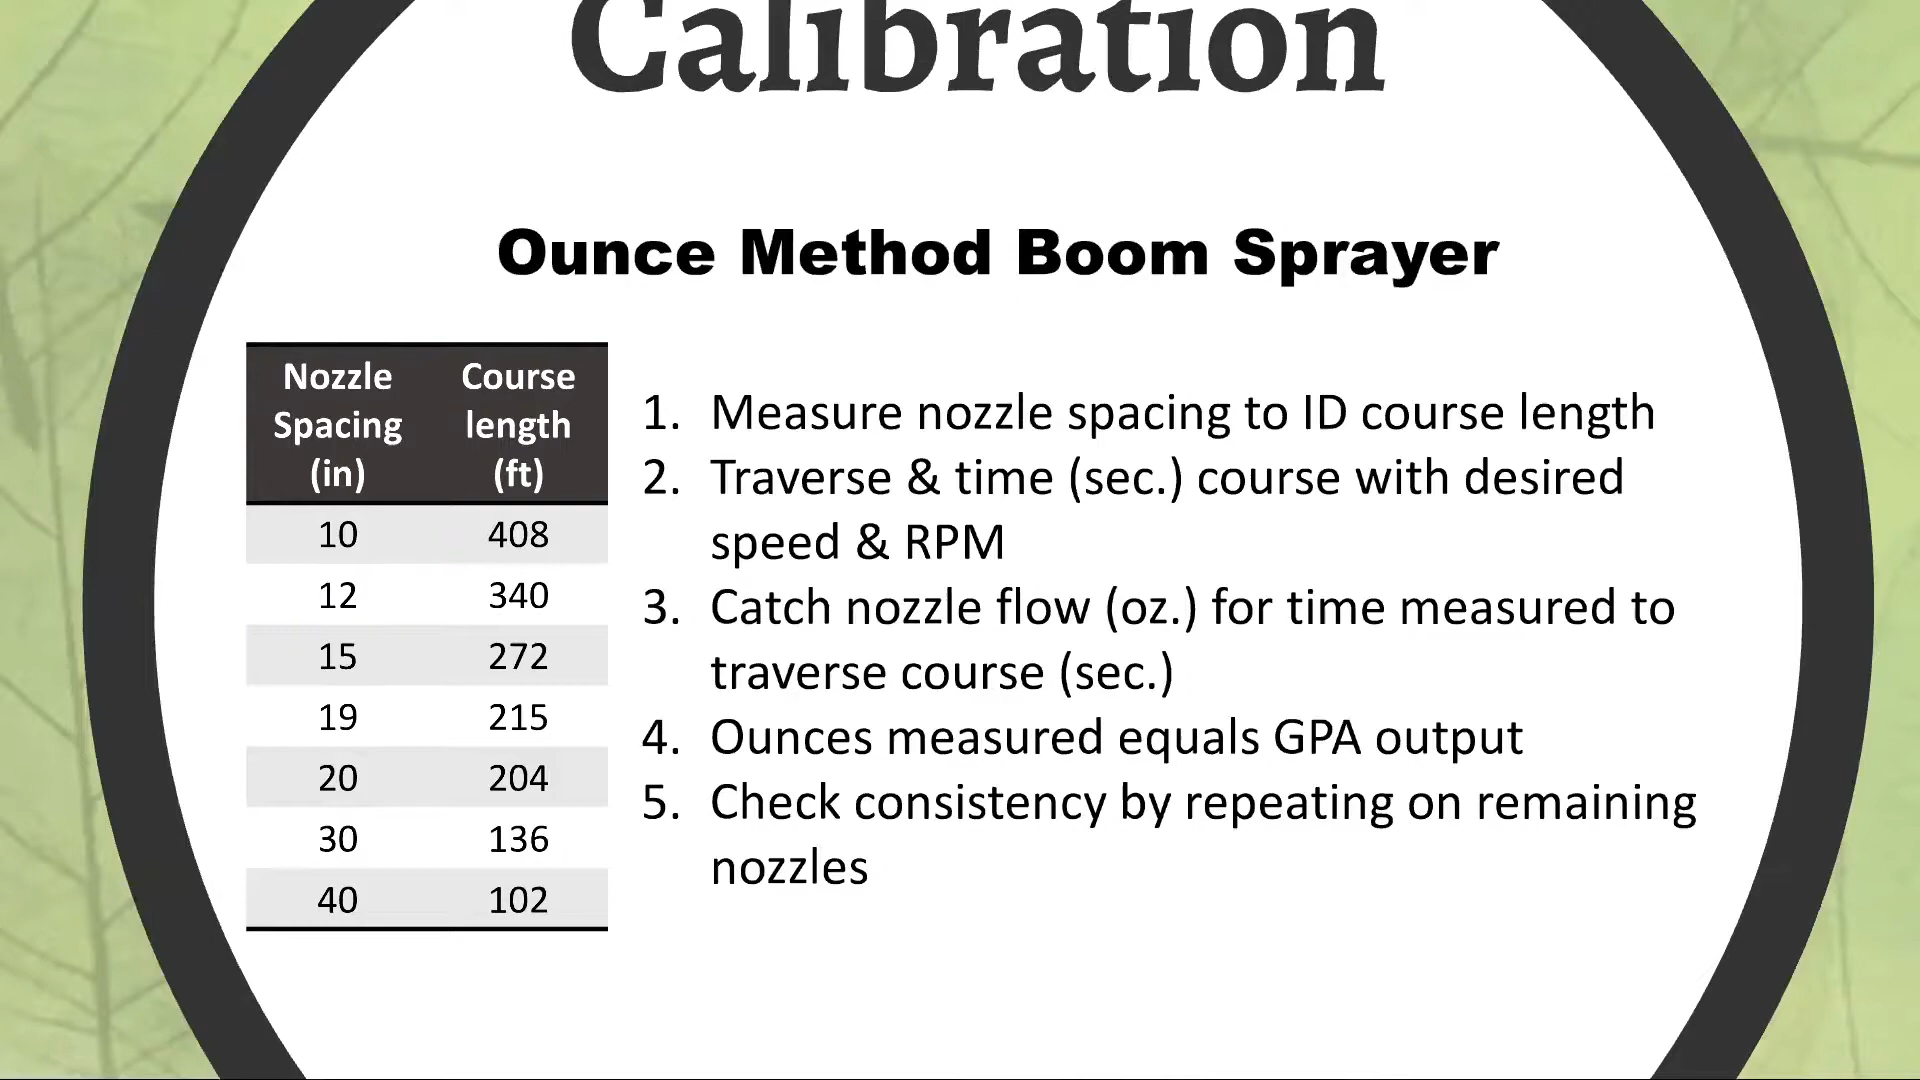 Calibration
Ounce Method Boom Sprayer
Nozzle Spacing (in) Course length (ft)
10 408
12 340
15 272
19 215
20 204
30 136
40 102
1. Measure nozzle spacing to ID course length
2. Traverse & time (sec.) course with desired
speed & RPM
3. Catch nozzle flow (oz.) for time measured to
traverse course (sec.)
4. Ounces measured equals GPA output
5. Check consistency by repeating on remaining
nozzles